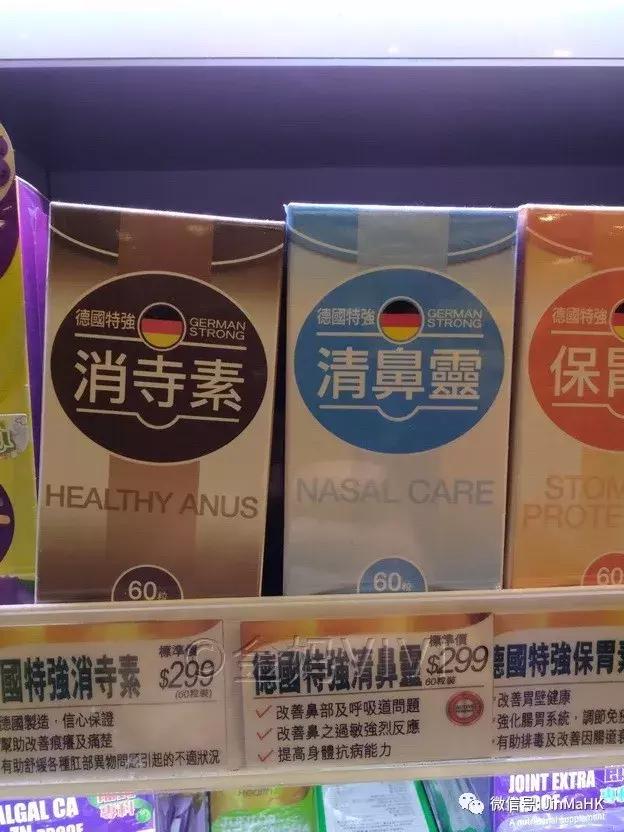 德國特強
GERMAN
STRONG
消寺素
HEALTHY ANUS
60粒
德國特強
GERMAN
STRONG
清鼻靈
NASAL CARE
60粒
德國特強
保胃
STOM
PROTE
60
國特強消寺素
標準價
$299
(60粒裝)
德國製造，信心保證
幫助改善痕癢及痛楚
有助舒緩各種肛部異物問題引起的不適狀況
德國特強清鼻靈
標準價
$299
60粒裝)
改善鼻部及呼吸道問題
改善鼻之過敏強烈反應
提高身體抗病能力
德國特強保胃素
改善胃壁健康
強化腸胃系統，調節免疫
有助排毒及改善因腸道衰
ALGAL CA
JOINT EXTRA
A nutritional supplement
微信号